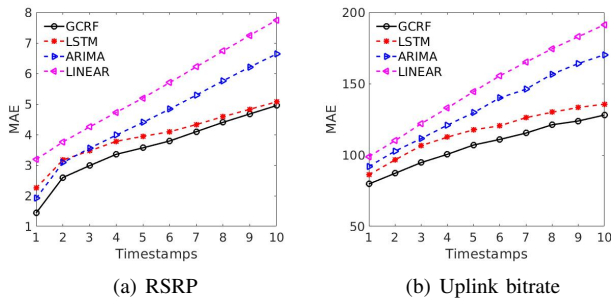 8
7
6
5
4
3
2
1
MAE
GCRF
LSTM
ARIMA
LINEAR
1 2 3 4 5 6 7 8 9 10
Timestamps
(a) RSRP
200
150
100
50
MAE
GCRF
LSTM
ARIMA
LINEAR
1 2 3 4 5 6 7 8 9 10
Timestamps
(b) Uplink bitrate